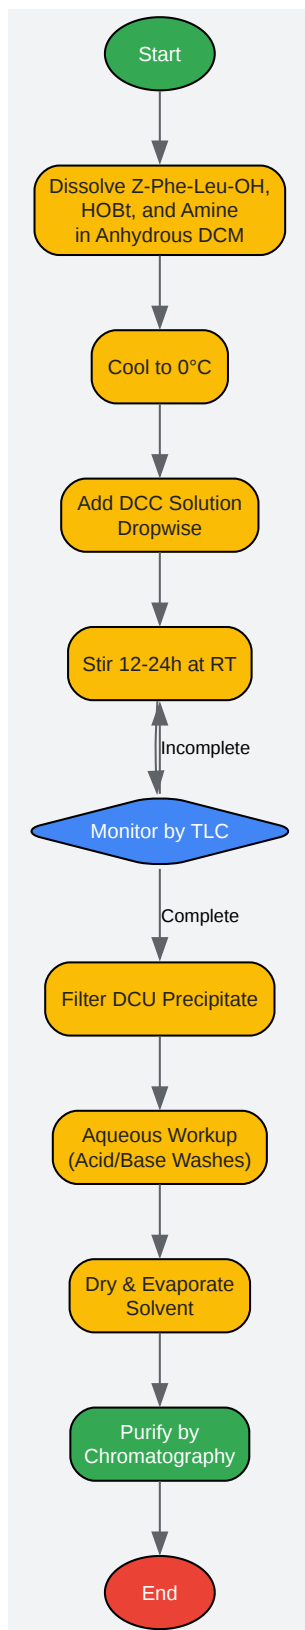 Start
Dissolve Z-Phe-Leu-OH,
HOBt, and Amine
in Anhydrous DCM
Cool to 0°C
Add DCC Solution
Dropwise
Stir 12-24h at RT
Incomplete
Monitor by TLC
Complete
Filter DCU Precipitate
Aqueous Workup
(Acid/Base Washes)
Dry & Evaporate
Solvent
Purify by
Chromatography
End